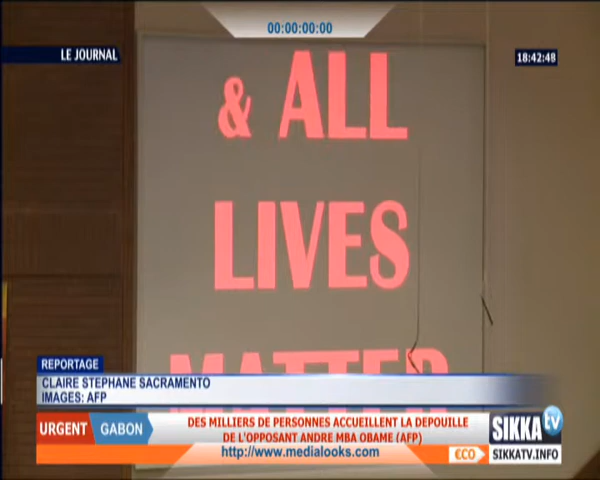 00:00:00:00
LE JOURNAL
18:42:48
& ALL
LIVES
MATTER
REPORTAGE
CLAIRE STEPHANE SACRAMENTO
IMAGES: AFP
URGENT GABON
DES MILLIERS DE PERSONNES ACCUEILLENT LA DEPOUILLE
DE L'OPPOSANT ANDRE MBA OBAME (AFP)
SIKKA tv
http://www.medialooks.com
ECO
SIKKATV.INFO